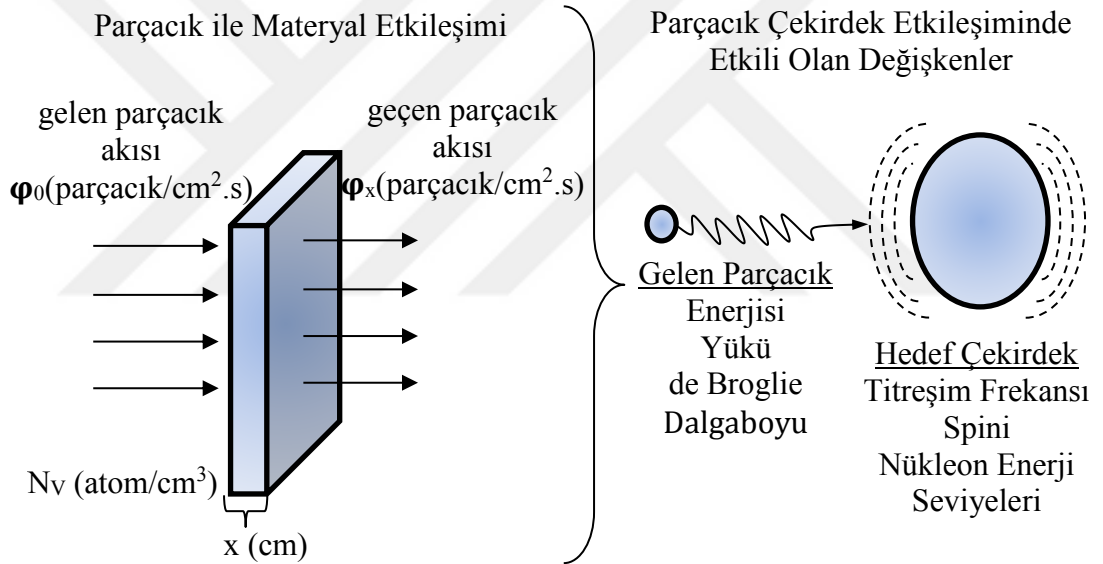 Parçacık ile Materyal Etkileşimi
gelen parçacık
akısı
φ₀(parçacık/cm².s)
geçen parçacık
akısı
φₓ(parçacık/cm².s)
N_V (atom/cm³)
x (cm)
Parçacık Çekirdek Etkileşiminde
Etkili Olan Değişkenler
Gelen Parçacık
Enerjisi
Yükü
de Broglie
Dalgaboyu
Hedef Çekirdek
Titreşim Frekansı
Spini
Nükleon Enerji
Seviyeleri